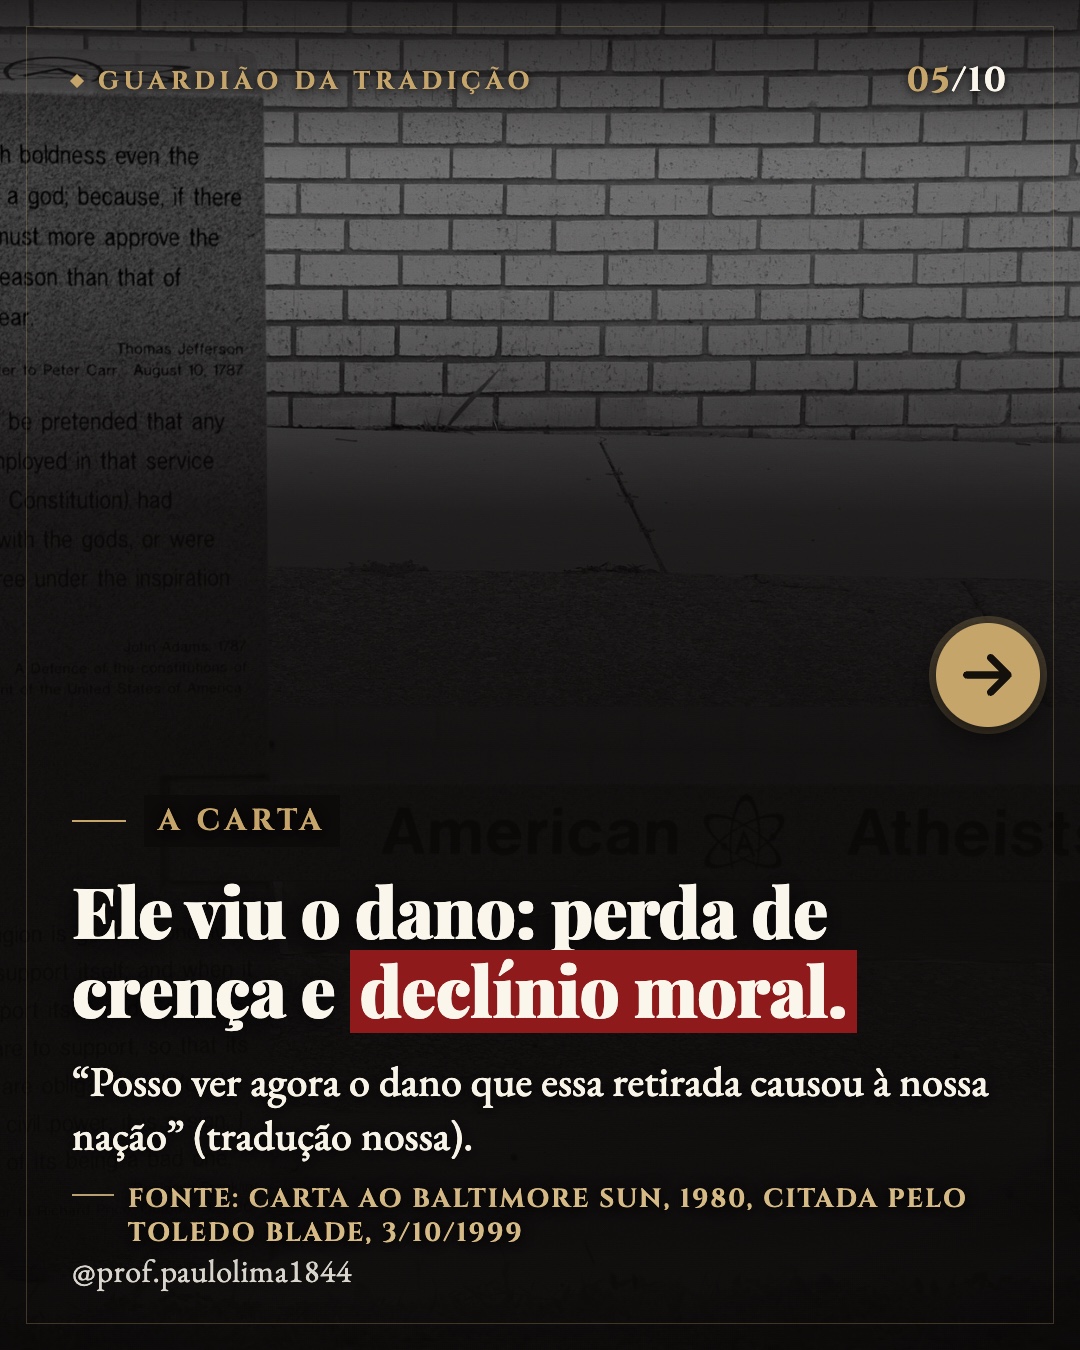 GUARDIÃO DA TRADIÇÃO
05/10
h boldness even the
a god; because, if there
must more approve the
eason than that of
ear.
Thomas Jefferson
er to Peter Carr August 10, 1787
be pretended that any
mployed in that service
Constitution), had
with the gods, or were
ree under the inspiration
John Adams, 1787
A Defence of the constitutions of
nt of the United States of America
A CARTA
American Atheists
Ele viu o dano: perda de
crença e declínio moral.
“Posso ver agora o dano que essa retirada causou à nossa
nação” (tradução nossa).
FONTE: CARTA AO BALTIMORE SUN, 1980, CITADA PELO
TOLEDO BLADE, 3/10/1999
@prof.paulolima1844